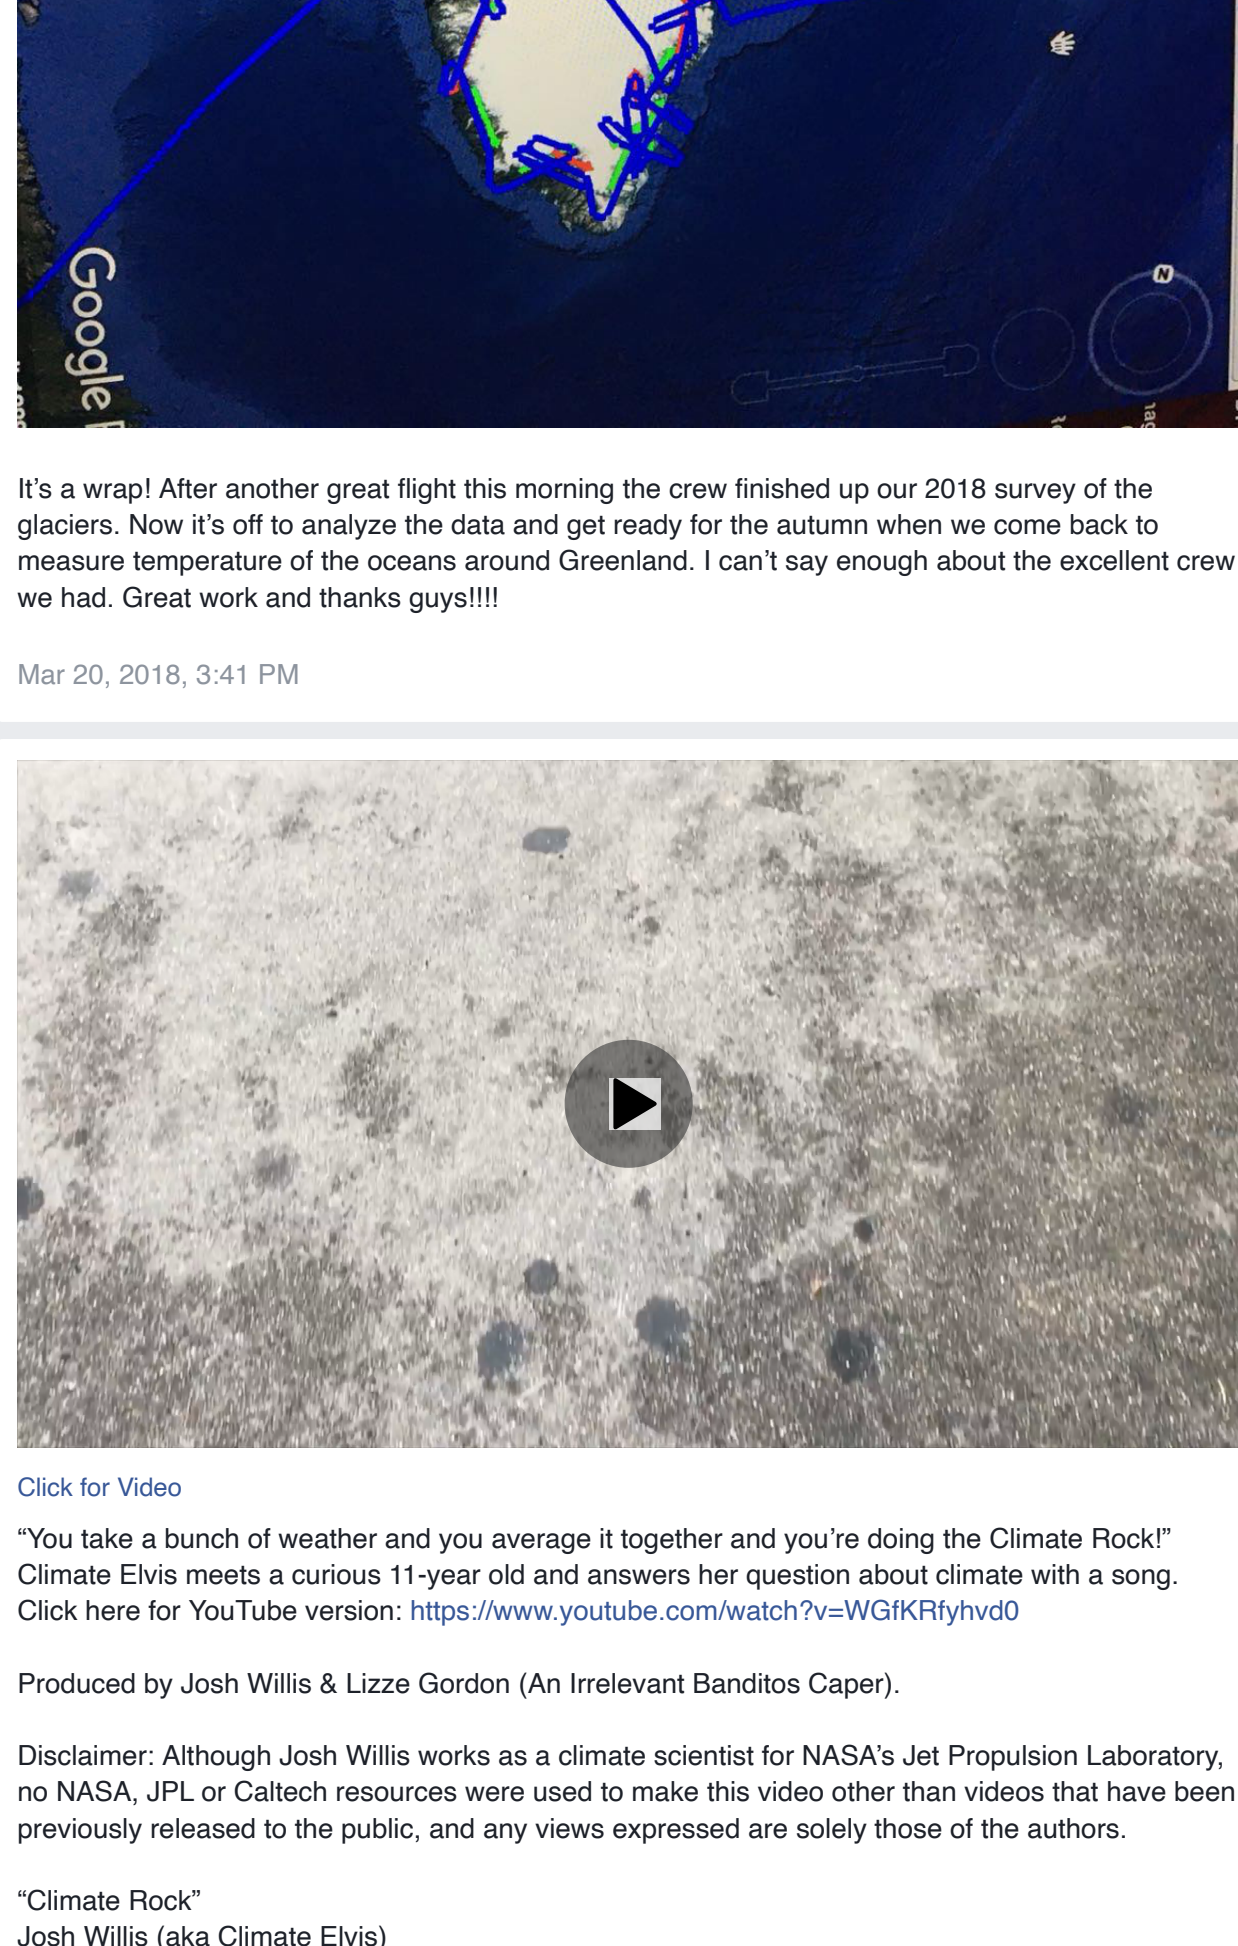 N
Google
It’s a wrap! After another great flight this morning the crew finished up our 2018 survey of the
glaciers. Now it’s off to analyze the data and get ready for the autumn when we come back to
measure temperature of the oceans around Greenland. I can’t say enough about the excellent crew
we had. Great work and thanks guys!!!!
Mar 20, 2018, 3:41 PM
Click for Video
“You take a bunch of weather and you average it together and you’re doing the Climate Rock!”
Climate Elvis meets a curious 11-year old and answers her question about climate with a song.
Click here for YouTube version: https://www.youtube.com/watch?v=WGfKRfyhvd0
Produced by Josh Willis & Lizze Gordon (An Irrelevant Banditos Caper).
Disclaimer: Although Josh Willis works as a climate scientist for NASA’s Jet Propulsion Laboratory,
no NASA, JPL or Caltech resources were used to make this video other than videos that have been
previously released to the public, and any views expressed are solely those of the authors.
“Climate Rock”
Josh Willis (aka Climate Elvis)